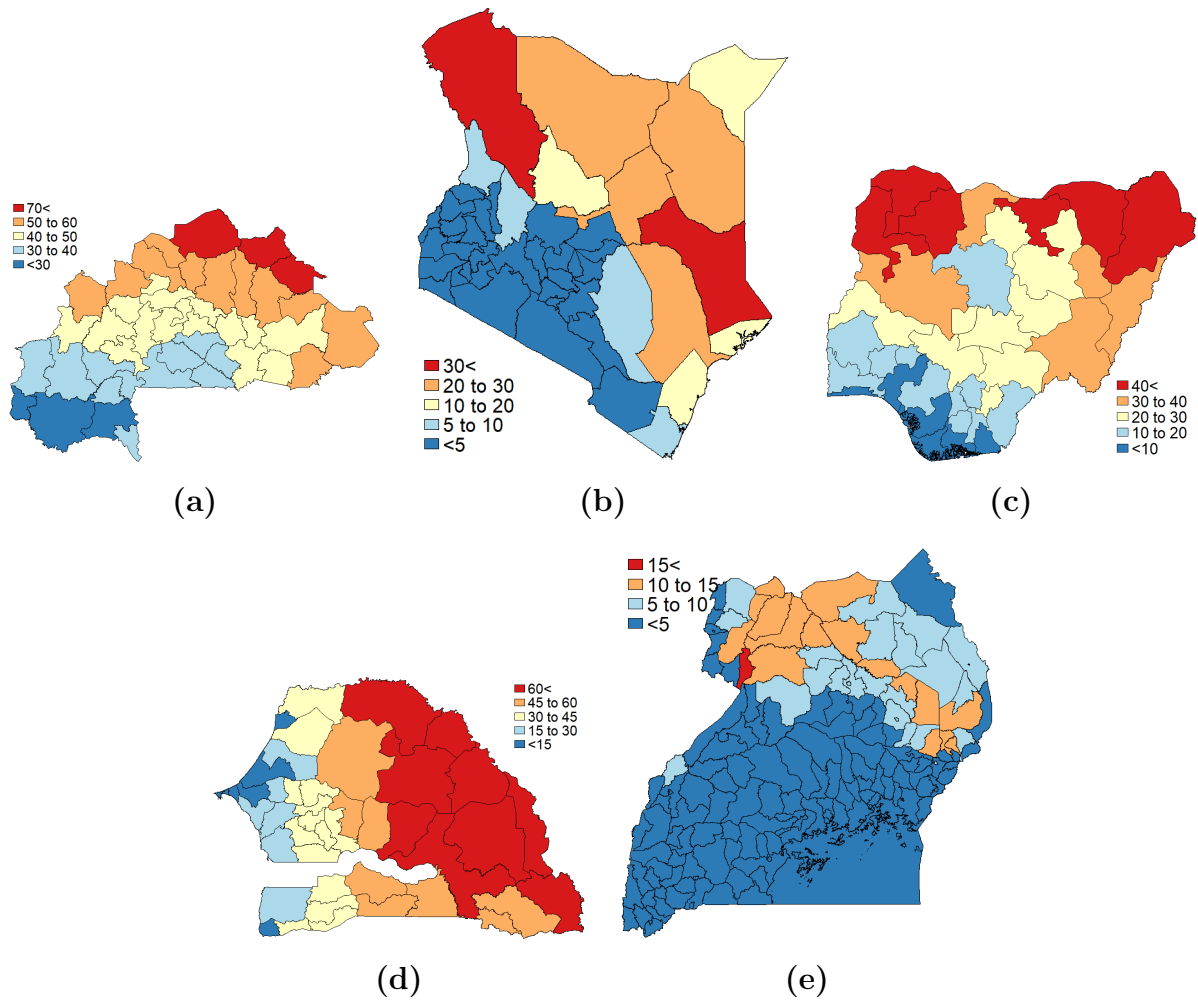 70<
50 to 60
40 to 50
30 to 40
<30
30<
20 to 30
10 to 20
5 to 10
<5
40<
30 to 40
20 to 30
10 to 20
<10
(a)
(b)
(c)
60<
45 to 60
30 to 45
15 to 30
<15
15<
10 to 15
5 to 10
<5
(d)
(e)